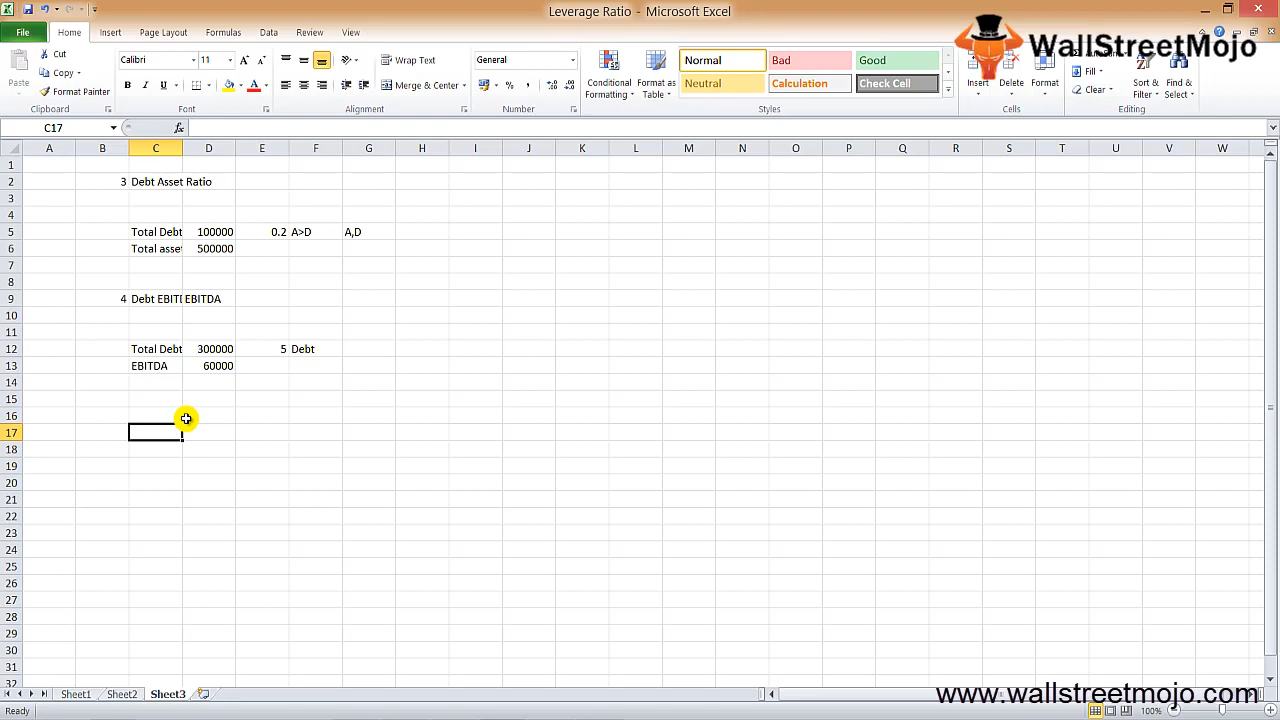 Leverage Ratio - Microsoft Excel
File Home Insert Page Layout Formulas Data Review View
WallStreetMojo
Paste
Cut
Copy
Format Painter
Clipboard
Calibri 11
B I U A
Font
Wrap Text
Merge & Center
Alignment
General
$ % ,
Number
Conditional Formatting
Format as Table
Normal Bad Good
Neutral Calculation Check Cell
Styles
Insert Delete Format
Cells
Fill
Clear
Sort & Filter
Find & Select
Editing
C17 fx
A B C D E F G H I J K L M N O P Q R S T U V W
1
2 3 Debt Asset Ratio
3
4
5 Total Debt 100000 0.2 A>D A,D
6 Total asse 500000
7
8
9 4 Debt EBITD EBITDA
10
11
12 Total Debt 300000 5 Debt
13 EBITDA 60000
14
15
16
17
18
19
20
21
22
23
24
25
26
27
28
29
30
31
32
Sheet1 Sheet2 Sheet3
www.wallstreetmojo.com
Ready 100%